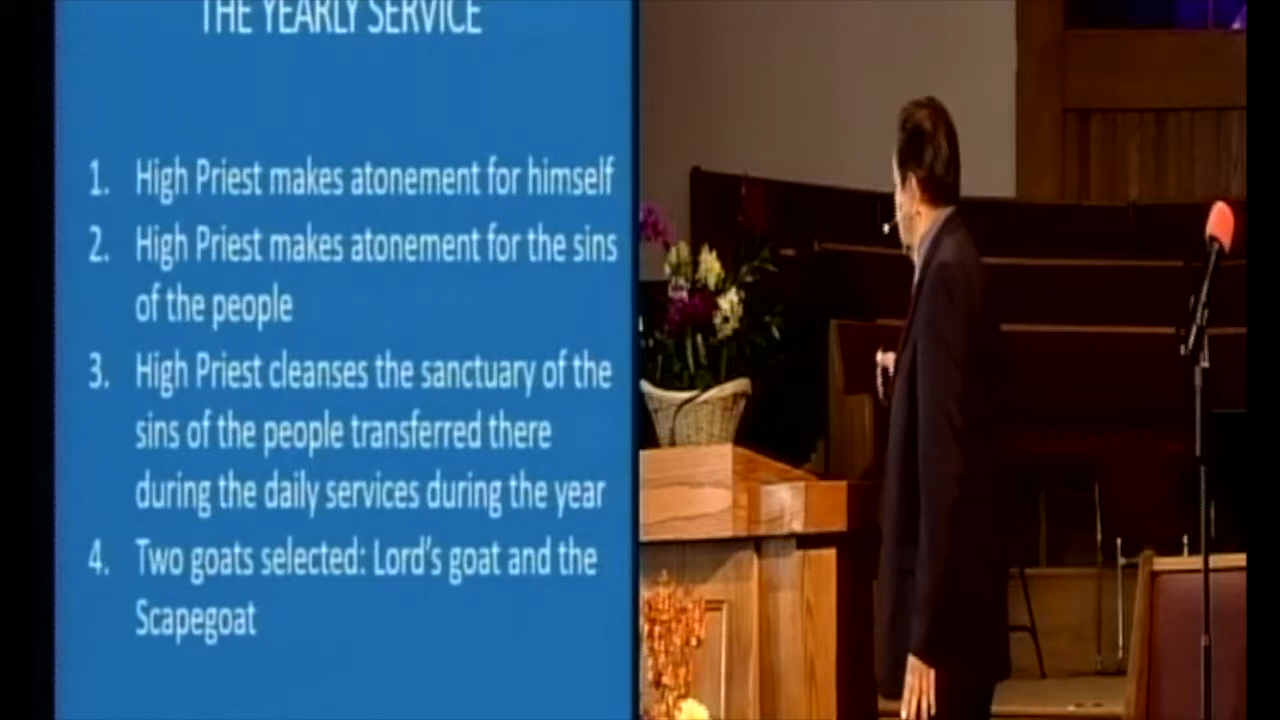 THE YEARLY SERVICE
1. High Priest makes atonement for himself
2. High Priest makes atonement for the sins
of the people
3. High Priest cleanses the sanctuary of the
sins of the people transferred there
during the daily services during the year
4. Two goats selected: Lord's goat and the
Scapegoat